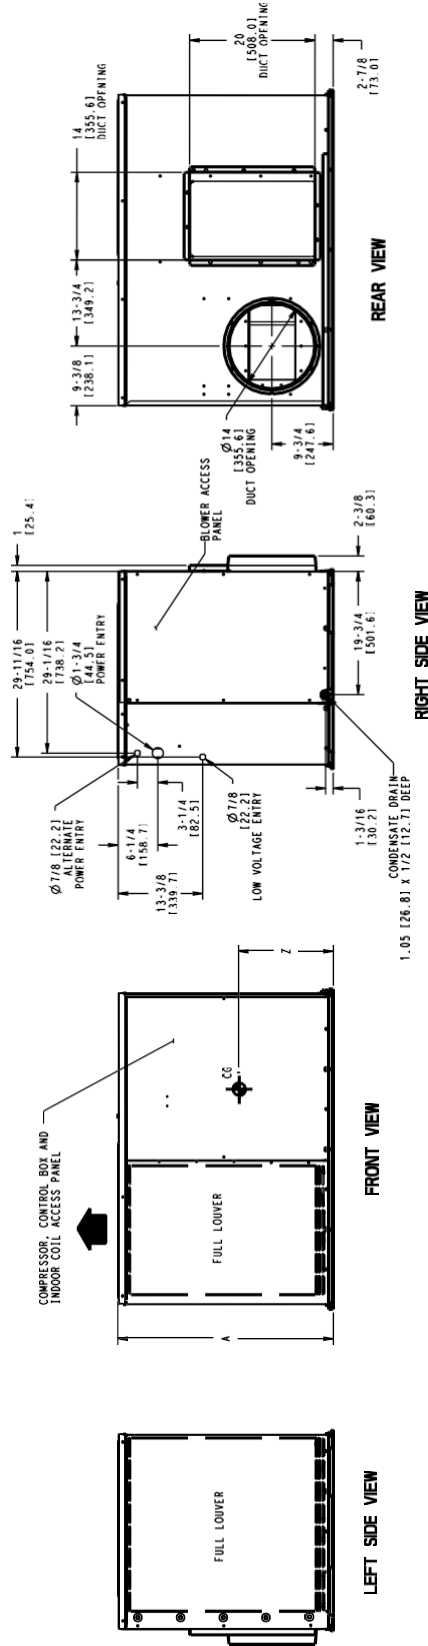 FULL LOUVER
LEFT SIDE VIEW
COMPRESSOR, CONTROL BOX AND
INDOOR COIL ACCESS PANEL
FULL LOUVER
CG
A
Z
FRONT VIEW
Ø7/8 [22.2]
ALTERNATE
POWER ENTRY
6-1/4
[158.7]
13-3/8
[339.7]
29-11/16
[754.0]
29-1/16
[738.2]
Ø1-3/4
[44.5]
POWER ENTRY
3-1/4
[82.5]
Ø7/8
[22.2]
LOW VOLTAGE ENTRY
1
[25.4]
BLOWER ACCESS
PANEL
2-3/8
[60.3]
19-3/4
[501.6]
1-3/16
[30.2]
CONDENSATE DRAIN
1.05 [26.8] X 1/2 [12.7] DEEP
RIGHT SIDE VIEW
9-3/8
[238.1]
13-3/4
[349.2]
14
[355.6]
DUCT OPENING
20
[508.0]
DUCT OPENING
2-7/8
[73.0]
Ø14
[355.6]
DUCT OPENING
9-3/4
[247.6]
REAR VIEW